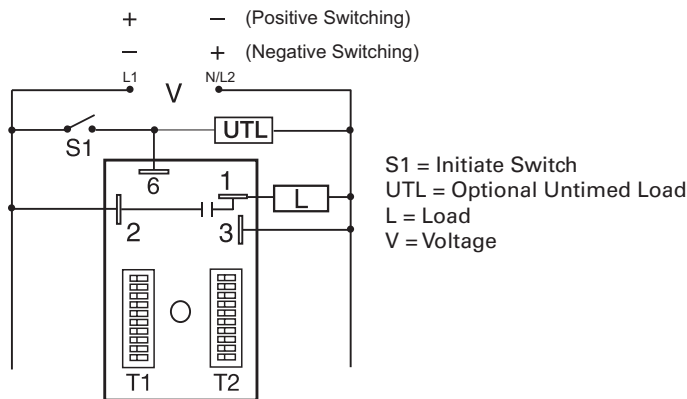 + − (Positive Switching)
− + (Negative Switching)
L1 V N/L2
S1 UTL
6 1 L
2 3
T1 T2
S1 = Initiate Switch
UTL = Optional Untimed Load
L = Load
V = Voltage